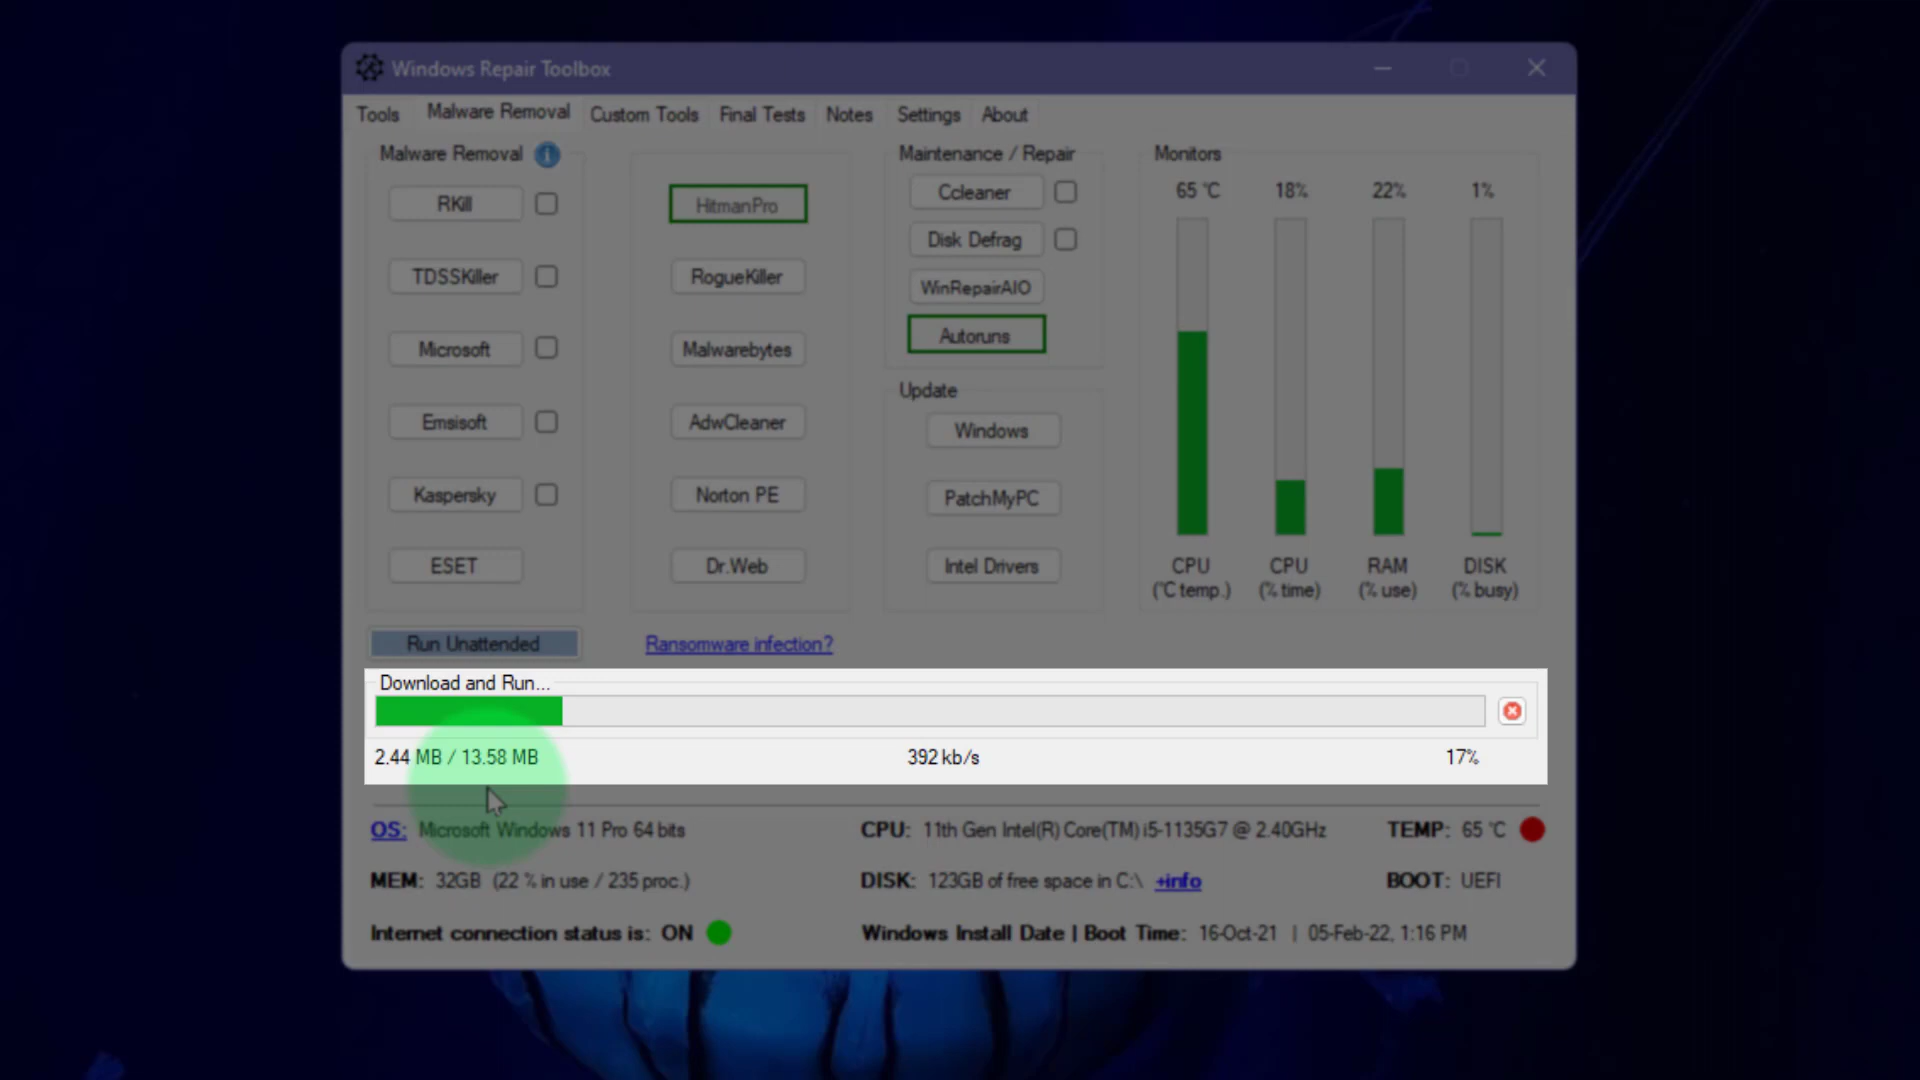 Windows Repair Toolbox
Tools Malware Removal Custom Tools Final Tests Notes Settings About
Malware Removal
RKill
TDSSKiller
Microsoft
Emsisoft
Kaspersky
ESET
HitmanPro
RogueKiller
Malwarebytes
AdwCleaner
Norton PE
Dr.Web
Maintenance / Repair
Ccleaner
Disk Defrag
WinRepairAIO
Autoruns
Update
Windows
PatchMyPC
Intel Drivers
Monitors
65 °C 18% 22% 1%
CPU CPU RAM DISK
(°C temp.) (% time) (% use) (% busy)
Run Unattended
Ransomware infection?
Download and Run...
2.44 MB / 13.58 MB 392 kb/s 17%
OS: Microsoft Windows 11 Pro 64 bits CPU: 11th Gen Intel(R) Core(TM) i5-1135G7 @ 2.40GHz TEMP: 65 °C
MEM: 32GB (22 % in use / 235 proc.) DISK: 123GB of free space in C:\ +info BOOT: UEFI
Internet connection status is: ON Windows Install Date | Boot Time: 16-Oct-21 | 05-Feb-22, 1:16 PM